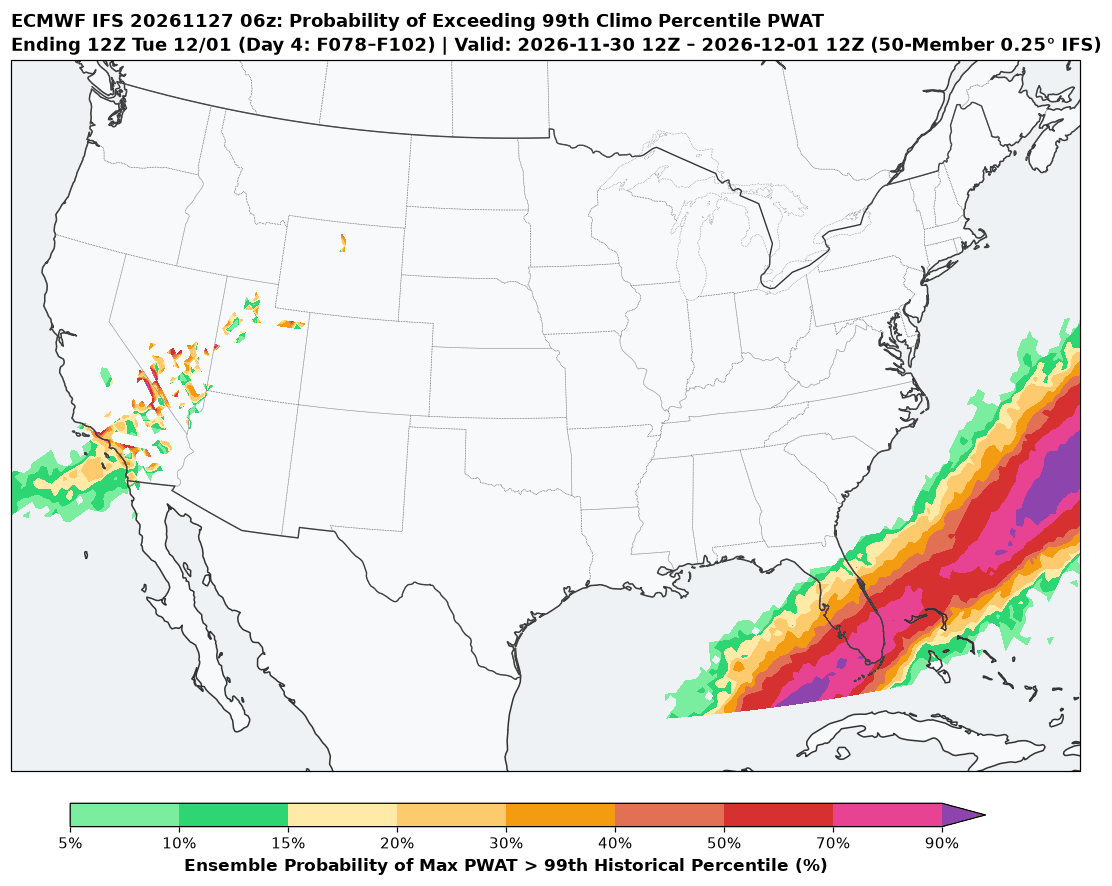 ECMWF IFS 20261127 06z: Probability of Exceeding 99th Climo Percentile PWAT
Ending 12Z Tue 12/01 (Day 4: F078–F102) | Valid: 2026-11-30 12Z – 2026-12-01 12Z (50-Member 0.25° IFS)
5% 10% 15% 20% 30% 40% 50% 70% 90%
Ensemble Probability of Max PWAT > 99th Historical Percentile (%)